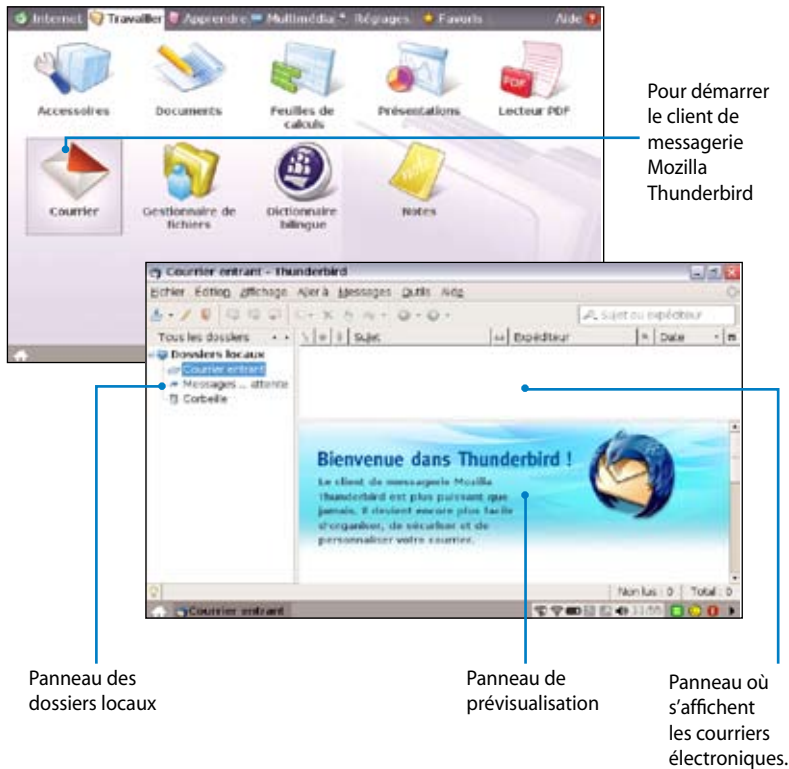 Internet Travailler Apprendre Multimédia Réglages Favoris Aide
Accessoires Documents Feuilles de calculs Présentations Lecteur PDF
PDF
Courrier Gestionnaire de fichiers Dictionnaire bilingue Notes
Pour démarrer
le client de
messagerie
Mozilla
Thunderbird
Courrier entrant - Thunderbird
Fichier Edition Affichage Aller à Messages Outils Aide
Sujet ou expéditeur
Tous les dossiers Sujet Expéditeur Date
Dossiers locaux
Courrier entrant
Messages ... attente
Corbeille
Bienvenue dans Thunderbird !
Le client de messagerie Mozilla
Thunderbird est plus puissant que
jamais. Il devient encore plus facile
d'organiser, de sécuriser et de
personnaliser votre courrier.
Non lus : 0 Total : 0
Courrier entrant
Panneau des
dossiers locaux
Panneau de
prévisualisation
Panneau où
s'affichent
les courriers
électroniques.